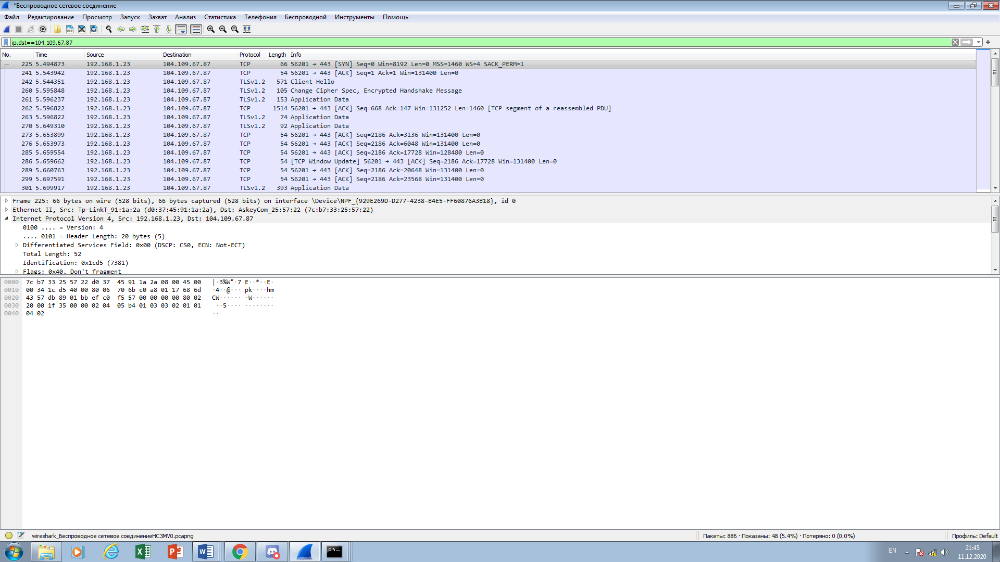 *Беспроводное сетевое соединение
Файл Редактирование Просмотр Запуск Захват Анализ Статистика Телефония Беспроводной Инструменты Помощь
ip.dst==104.109.67.87
No. Time Source Destination Protocol Length Info
225 5.494873 192.168.1.23 104.109.67.87 TCP 66 56201 → 443 [SYN] Seq=0 Win=8192 Len=0 MSS=1460 WS=4 SACK_PERM=1
241 5.543942 192.168.1.23 104.109.67.87 TCP 54 56201 → 443 [ACK] Seq=1 Ack=1 Win=131400 Len=0
242 5.544351 192.168.1.23 104.109.67.87 TLSv1.2 571 Client Hello
260 5.595848 192.168.1.23 104.109.67.87 TLSv1.2 105 Change Cipher Spec, Encrypted Handshake Message
261 5.596237 192.168.1.23 104.109.67.87 TLSv1.2 153 Application Data
262 5.596822 192.168.1.23 104.109.67.87 TCP 1514 56201 → 443 [ACK] Seq=668 Ack=147 Win=131252 Len=1460 [TCP segment of a reassembled PDU]
263 5.596822 192.168.1.23 104.109.67.87 TLSv1.2 74 Application Data
270 5.649310 192.168.1.23 104.109.67.87 TLSv1.2 92 Application Data
273 5.653899 192.168.1.23 104.109.67.87 TCP 54 56201 → 443 [ACK] Seq=2186 Ack=3136 Win=131400 Len=0
276 5.653973 192.168.1.23 104.109.67.87 TCP 54 56201 → 443 [ACK] Seq=2186 Ack=6048 Win=131400 Len=0
285 5.659554 192.168.1.23 104.109.67.87 TCP 54 56201 → 443 [ACK] Seq=2186 Ack=17728 Win=128480 Len=0
286 5.659662 192.168.1.23 104.109.67.87 TCP 54 [TCP Window Update] 56201 → 443 [ACK] Seq=2186 Ack=17728 Win=131400 Len=0
289 5.660763 192.168.1.23 104.109.67.87 TCP 54 56201 → 443 [ACK] Seq=2186 Ack=20648 Win=131400 Len=0
299 5.697591 192.168.1.23 104.109.67.87 TCP 54 56201 → 443 [ACK] Seq=2186 Ack=23568 Win=131400 Len=0
301 5.699917 192.168.1.23 104.109.67.87 TLSv1.2 393 Application Data
Frame 225: 66 bytes on wire (528 bits), 66 bytes captured (528 bits) on interface \Device\NPF_{929E269D-D277-4238-B4E5-FF60876A3B18}, id 0
Ethernet II, Src: Tp-LinkT_91:1a:2a (d0:37:45:91:1a:2a), Dst: AskeyCom_25:57:22 (7c:b7:33:25:57:22)
Internet Protocol Version 4, Src: 192.168.1.23, Dst: 104.109.67.87
0100 .... = Version: 4
.... 0101 = Header Length: 20 bytes (5)
Differentiated Services Field: 0x00 (DSCP: CS0, ECN: Not-ECT)
Total Length: 52
Identification: 0x1cd5 (7381)
Flags: 0x40, Don't fragment
0000 7c b7 33 25 57 22 d0 37 45 91 1a 2a 08 00 45 00 |·3%W"·7 E··*··E·
0010 00 34 1c d5 40 00 80 06 70 6b c0 a8 01 17 68 6d ·4··@··· pk····hm
0020 43 57 db 89 01 bb ef c0 f5 57 00 00 00 00 80 02 CW······ ·W······
0030 20 00 1f 35 00 00 02 04 05 b4 01 03 03 02 01 01 ··5···· ········
0040 04 02 ··
wireshark_Беспроводное сетевое соединениеHC3MV0.pcapng
Пакеты: 886 · Показаны: 48 (5.4%) · Потеряно: 0 (0.0%)
Профиль: Default
EN
21:45
11.12.2020